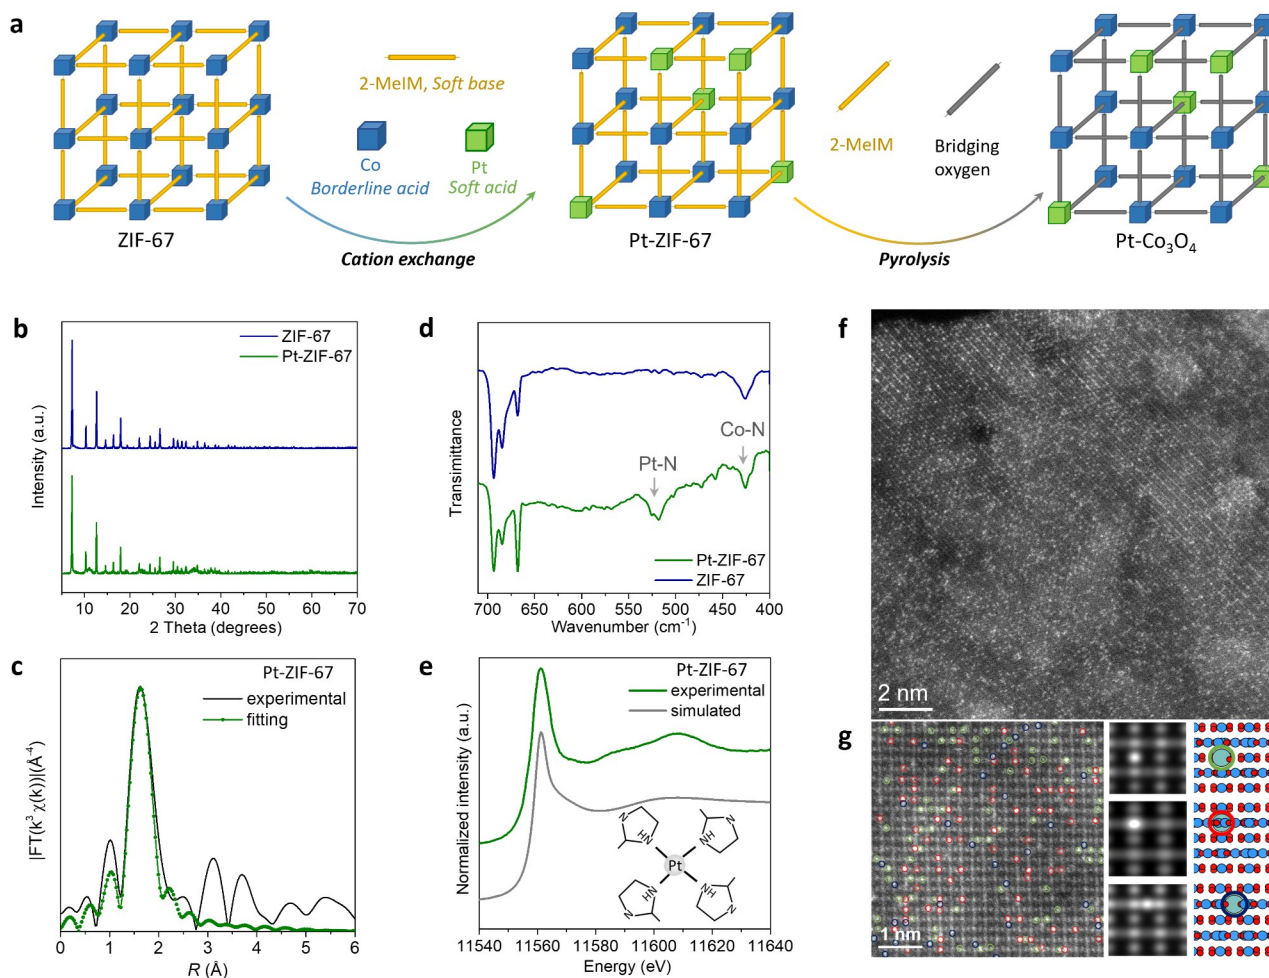 a
2-MeIM, Soft base
Co
Borderline acid
Pt
Soft acid
ZIF-67
Cation exchange
Pt-ZIF-67
2-MeIM
Bridging
oxygen
Pyrolysis
Pt-Co₃O₄
b
ZIF-67
Pt-ZIF-67
Intensity (a.u.)
10 20 30 40 50 60 70
2 Theta (degrees)
d
Co-N
Pt-N
Pt-ZIF-67
ZIF-67
Transimittance
700 650 600 550 500 450 400
Wavenumber (cm⁻¹)
c
Pt-ZIF-67
experimental
fitting
|FT(k³ χ(k))|(Å⁻⁴)
0 1 2 3 4 5 6
R (Å)
e
Pt-ZIF-67
experimental
simulated
Normalized intensity (a.u.)
N HN NH N
Pt
N HN NH N
11540 11560 11580 11600 11620 11640
Energy (eV)
f
2 nm
g
1 nm